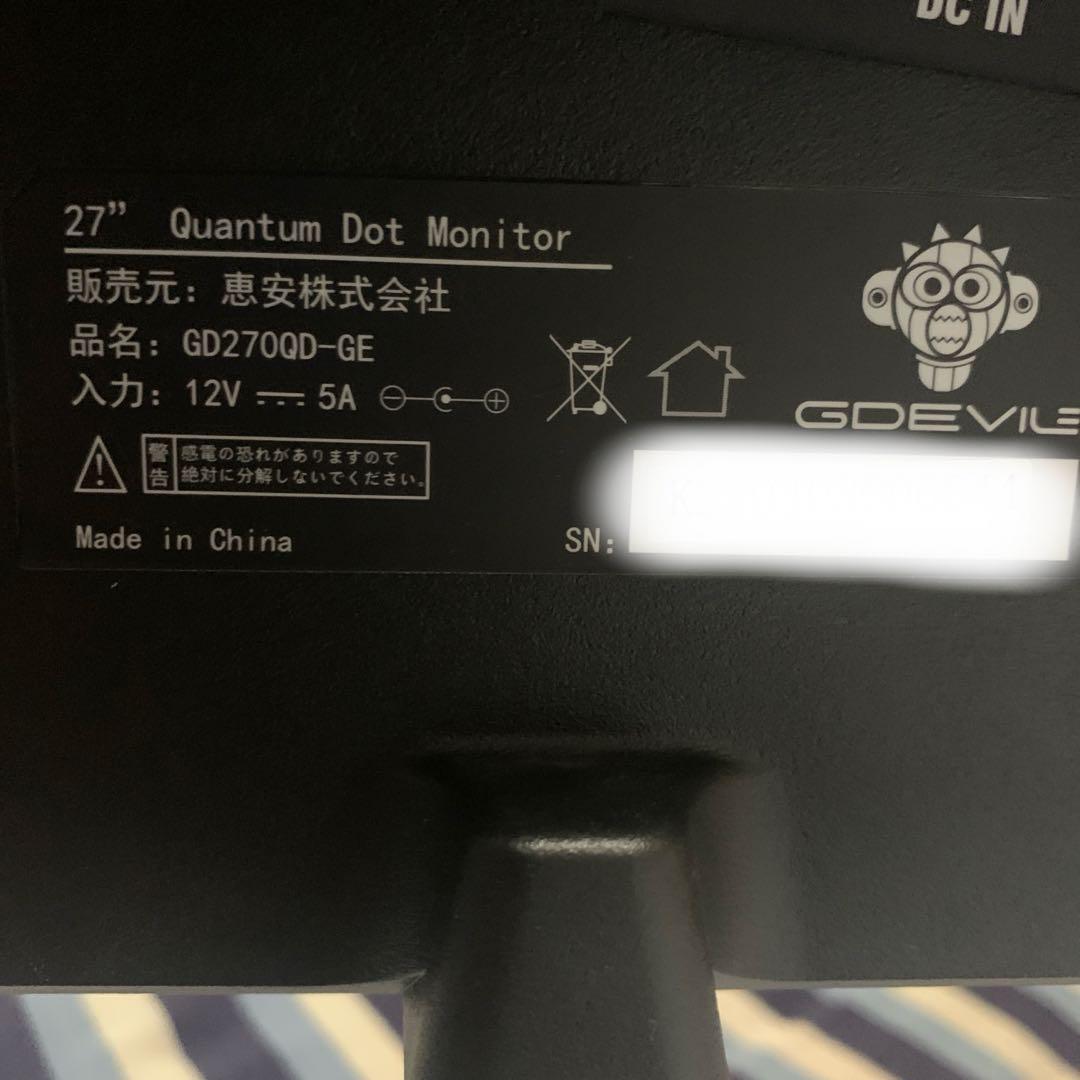 DC IN
27” Quantum Dot Monitor
販売元：恵安株式会社
品名：GD270QD-GE
入力：12V 5A
GDEVIL
警告
感電の恐れがありますので
絶対に分解しないでください。
Made in China
SN：